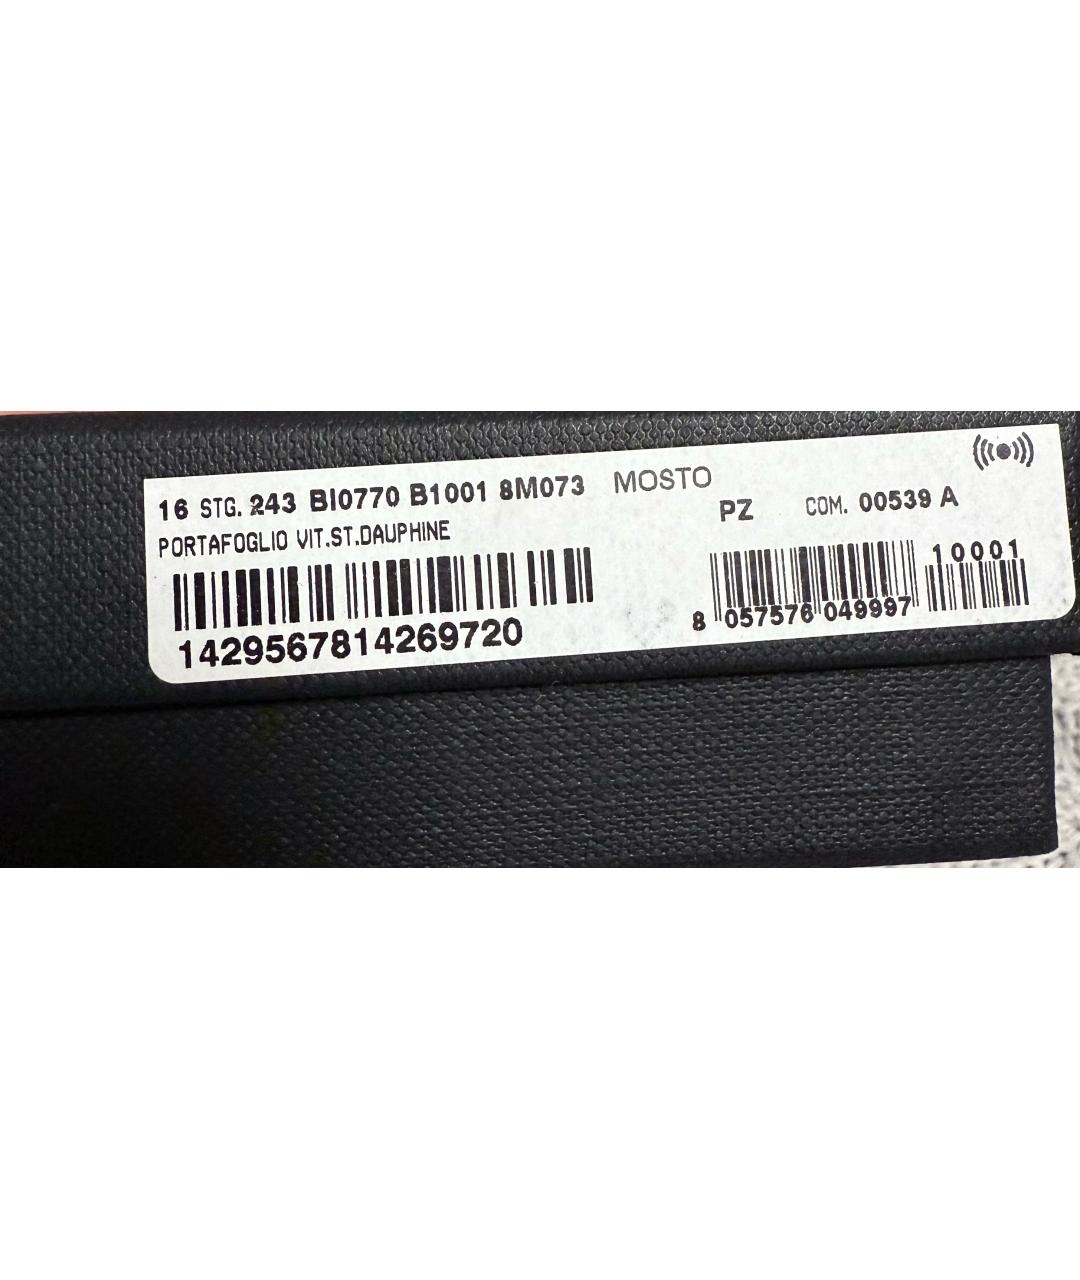 16 STG. 243 BI0770 B1001 8M073 MOSTO
PORTAFOGLIO VIT.ST.DAUPHINE
1429567814269720
PZ COM. 00539 A
10001
8 057576 049997